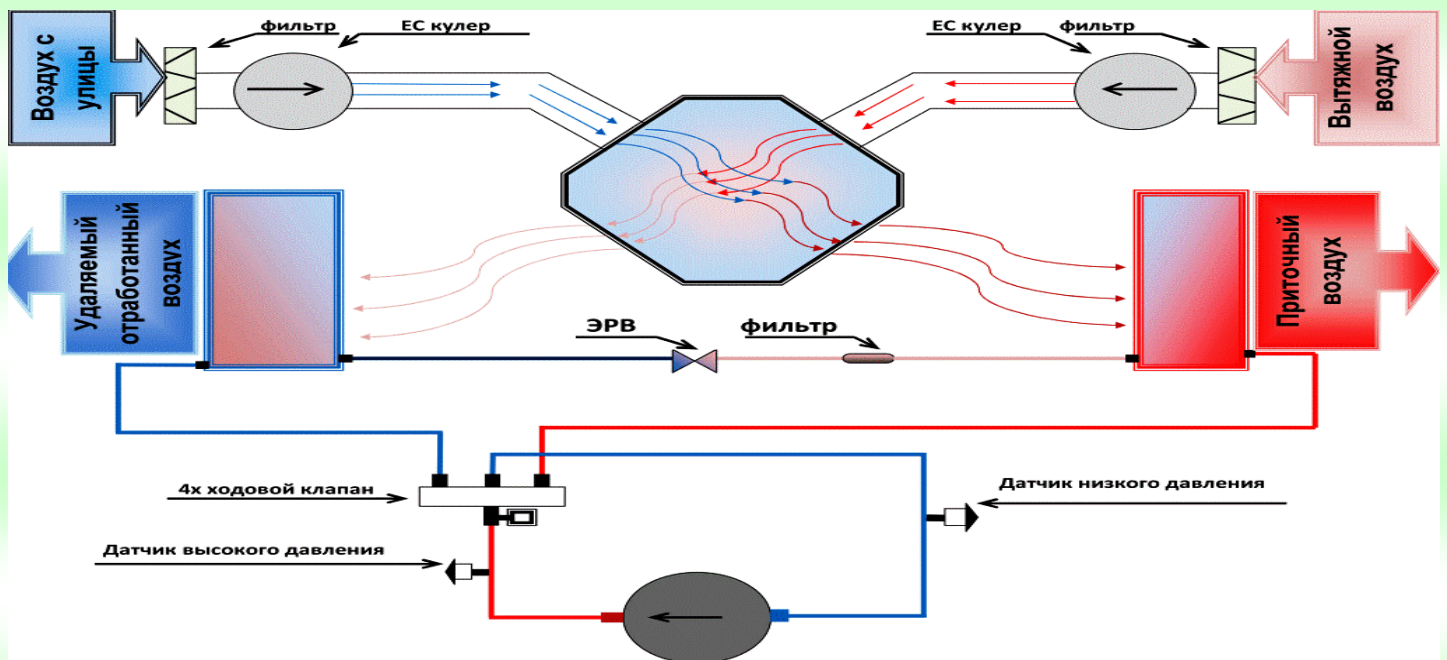 Воздух с
улицы
фильтр
ЕС кулер
ЕС кулер
фильтр
Вытяжной
воздух
Удаляемый
отработанный
воздух
Приточный
воздух
ЭРВ
фильтр
4х ходовой клапан
Датчик низкого давления
Датчик высокого давления